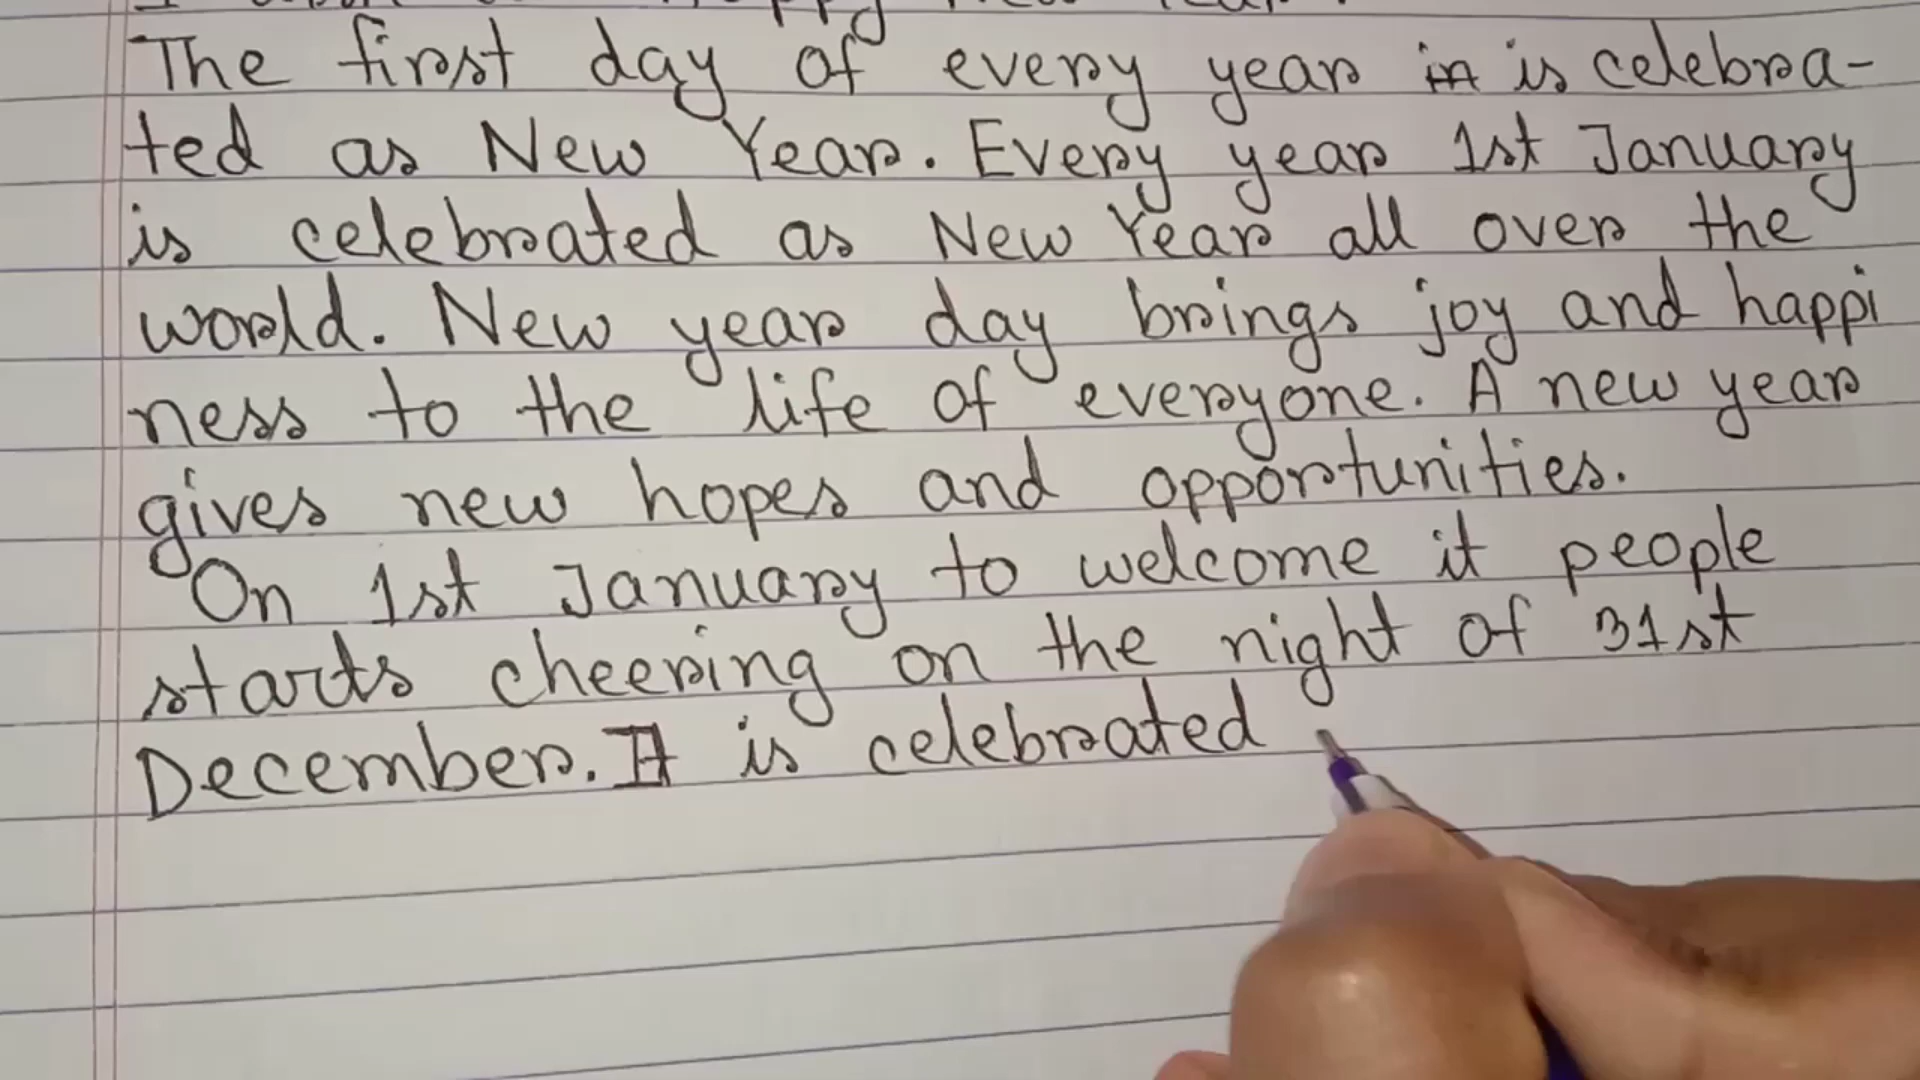 The first day of every year is celebra-
ted as New Year. Every year 1st January
is celebrated as New Year all over the
world. New year day brings joy and happi
ness to the life of everyone. A new year
gives new hopes and opportunities.
On 1st January to welcome it people
starts cheering on the night of 31st
December. It is celebrated